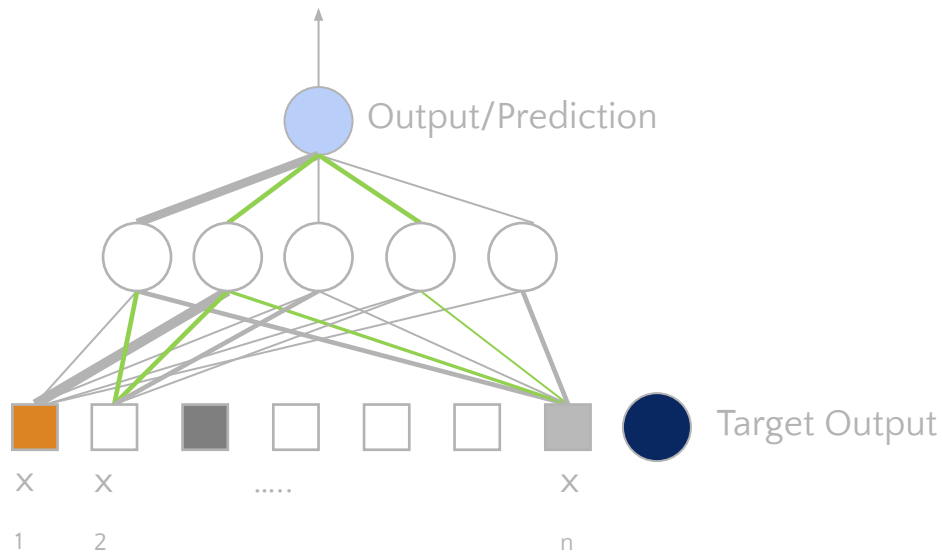 Output/Prediction
Target Output
X X ..... X
1 2 n